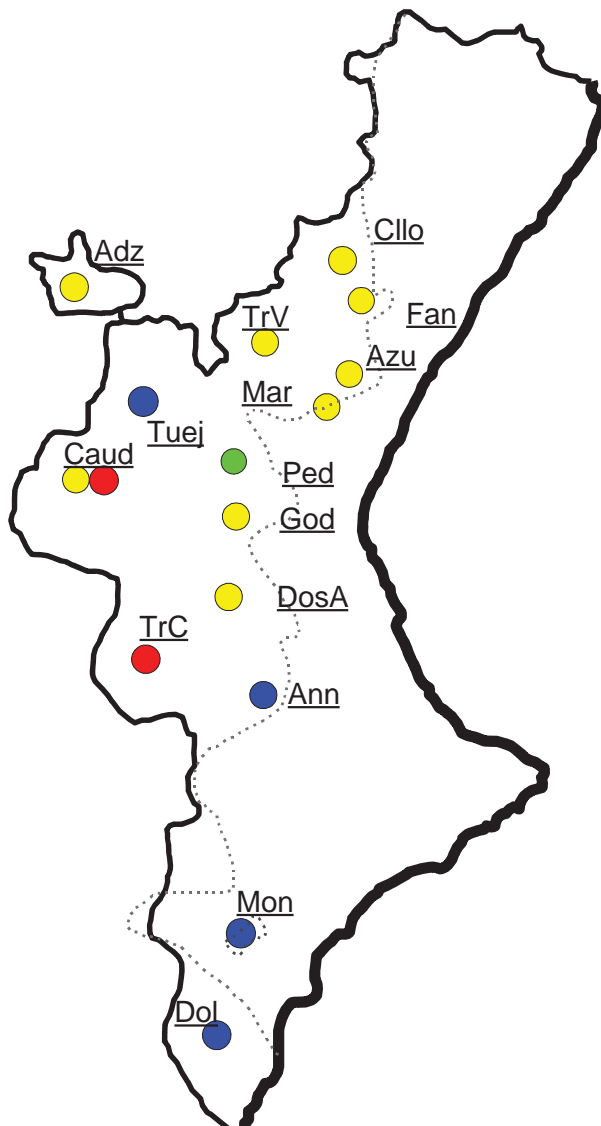 Cllo
Adz
Fan
TrV
Azu
Mar
Tuej
Caud
Ped
God
DosA
TrC
Ann
Mon
Dol